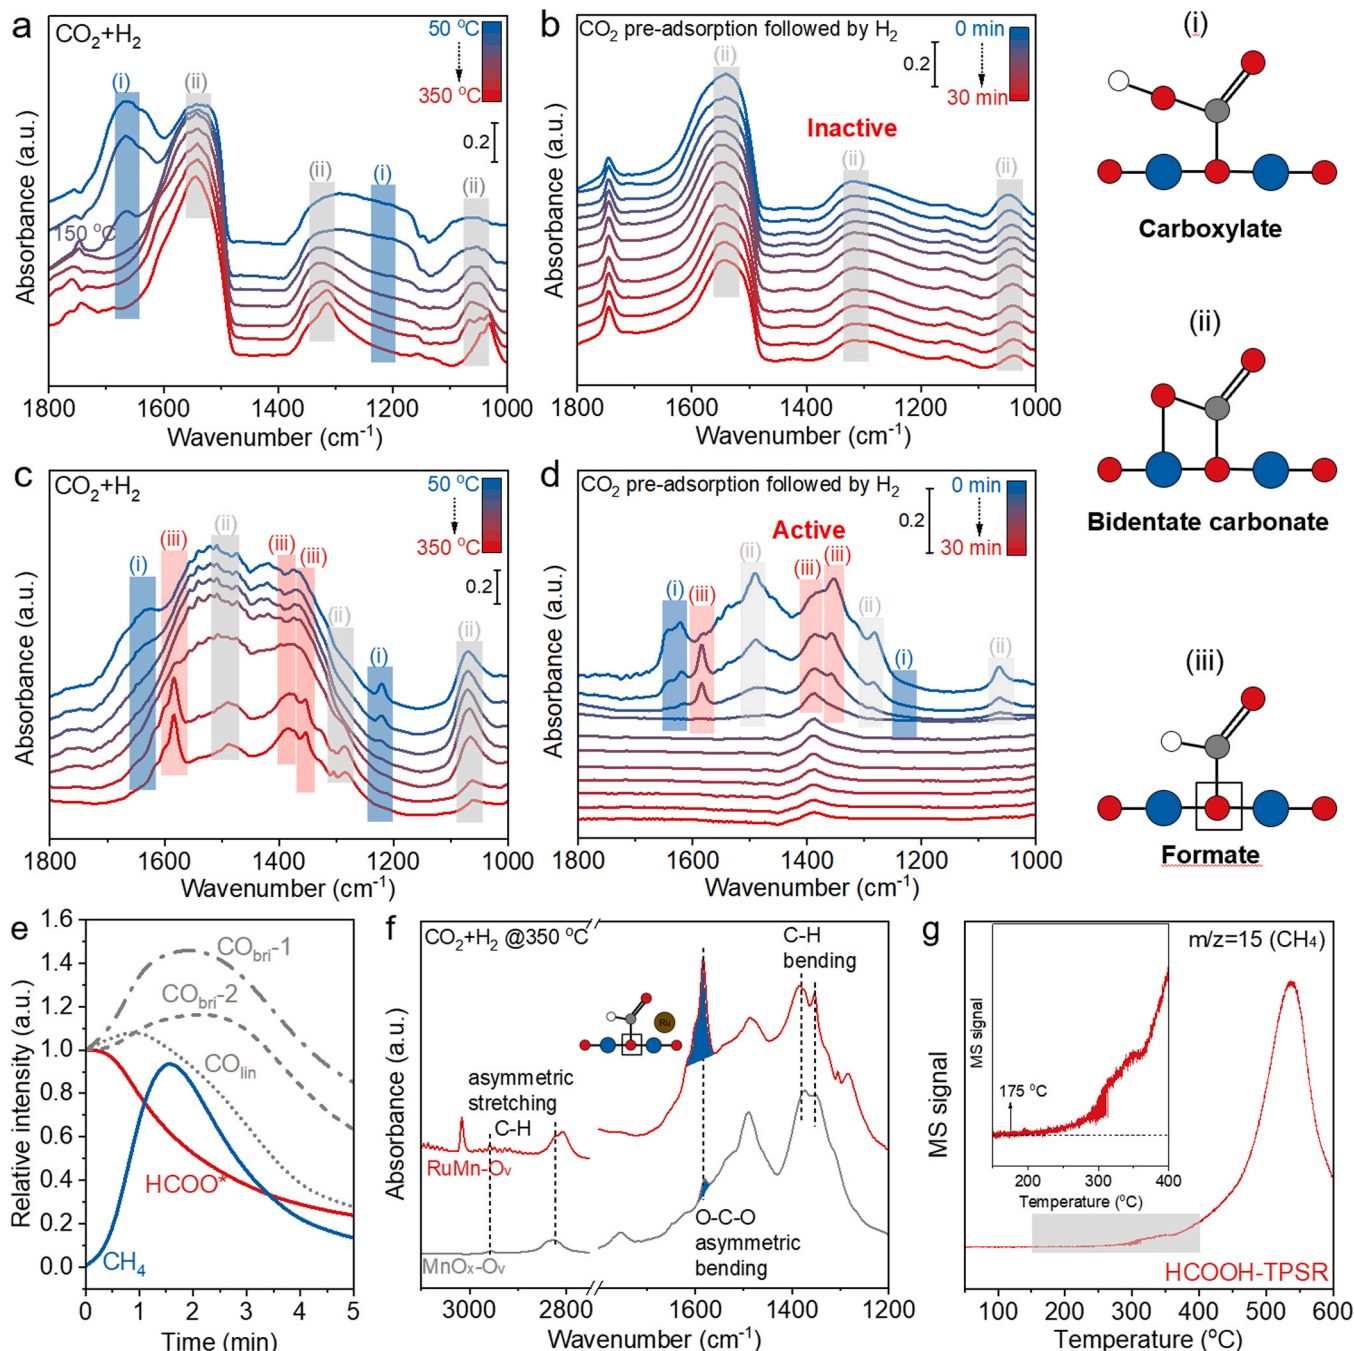 a
CO₂+H₂
50 °C
350 °C
0.2
(i)
(ii)
(ii)
(i)
(ii)
150 °C
Absorbance (a.u.)
1800 1600 1400 1200 1000
Wavenumber (cm⁻¹)
b
CO₂ pre-adsorption followed by H₂
0 min
30 min
0.2
(ii)
Inactive
(ii)
(ii)
Absorbance (a.u.)
1800 1600 1400 1200 1000
Wavenumber (cm⁻¹)
(i)
Carboxylate
(ii)
Bidentate carbonate
(iii)
Formate
c
CO₂+H₂
50 °C
350 °C
0.2
(i)
(iii)
(ii)
(iii)
(iii)
(ii)
(i)
(ii)
Absorbance (a.u.)
1800 1600 1400 1200 1000
Wavenumber (cm⁻¹)
d
CO₂ pre-adsorption followed by H₂
0 min
30 min
0.2
Active
(i)
(iii)
(ii)
(iii)
(iii)
(ii)
(i)
(ii)
Absorbance (a.u.)
1800 1600 1400 1200 1000
Wavenumber (cm⁻¹)
e
1.6
1.4
1.2
1.0
0.8
0.6
0.4
0.2
0.0
Relative intensity (a.u.)
CO_bri-1
CO_bri-2
CO_lin
HCOO*
CH₄
0 1 2 3 4 5
Time (min)
f
CO₂+H₂ @350 °C
C-H
bending
Ru
asymmetric
stretching
C-H
RuMn-Oᵥ
MnOₓ-Oᵥ
O-C-O
asymmetric
bending
Absorbance (a.u.)
3000 2800 1600 1400 1200
Wavenumber (cm⁻¹)
g
m/z=15 (CH₄)
MS signal
175 °C
200 300 400
Temperature (°C)
MS signal
HCOOH-TPSR
100 200 300 400 500 600
Temperature (°C)